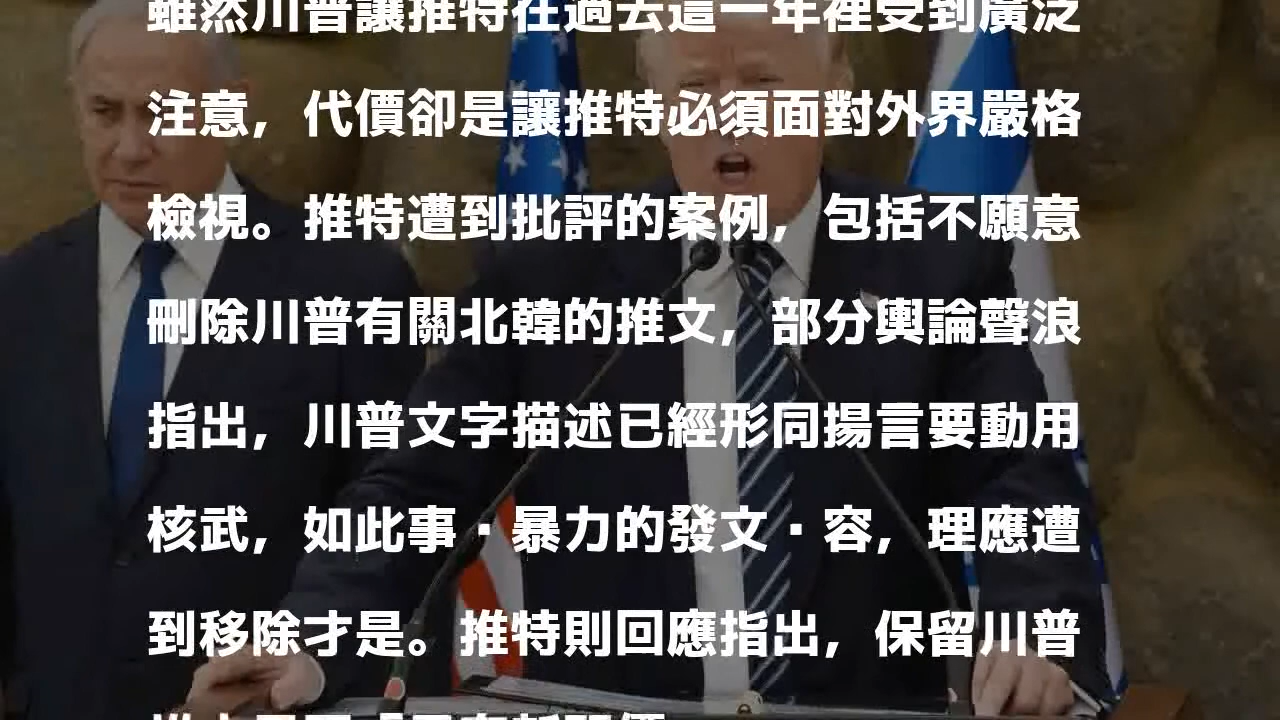 雖然川普讓推特在過去這一年裡受到廣泛
注意，代價卻是讓推特必須面對外界嚴格
檢視。推特遭到批評的案例，包括不願意
刪除川普有關北韓的推文，部分輿論聲浪
指出，川普文字描述已經形同揚言要動用
核武，如此事·暴力的發文·容，理應遭
到移除才是。推特則回應指出，保留川普